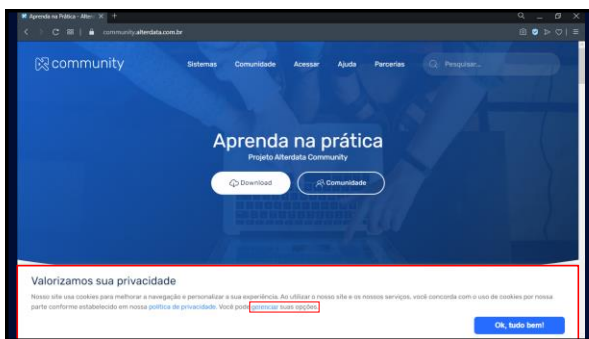 Aprenda na Prática - Alter
community.alterdata.com.br
community
Sistemas Comunidade Acessar Ajuda Parcerias Pesquisar...
Aprenda na prática
Projeto Alterdata Community
Download Comunidade
Valorizamos sua privacidade
Nosso site usa cookies para melhorar a navegação e personalizar a sua experiência. Ao utilizar o nosso site e os nossos serviços, você concorda com o uso de cookies por nossa
parte conforme estabelecido em nossa política de privacidade. Você pode gerenciar suas opções.
Ok, tudo bem!